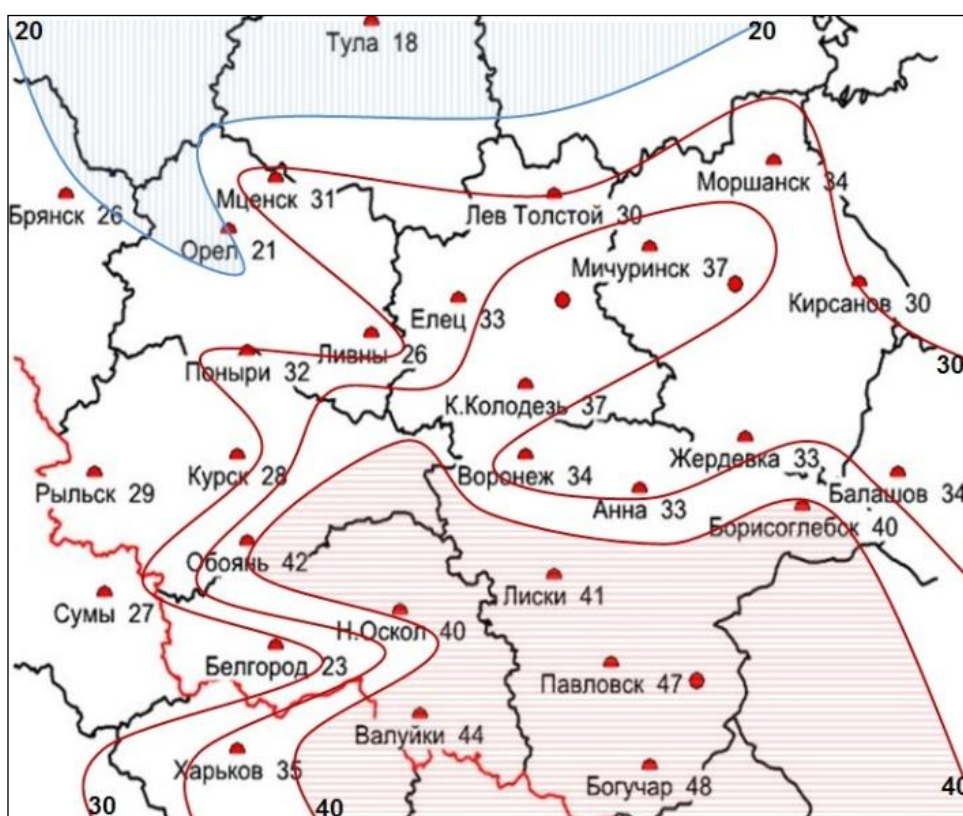 20
20
Тула 18
Мценск 31
Моршанск 34
Брянск 26
Лев Толстой 30
Орел 21
Мичуринск 37
Елец 33
Кирсанов 30
Ливны 26
Поныри 32
30
К.Колодезь 37
Курск 28
Воронеж 34
Жердевка 33
Рыльск 29
Балашов 34
Анна 33
Борисоглебск 40
Обоянь 42
Лиски 41
Сумы 27
Н.Оскол 40
Белгород 23
Павловск 47
Валуйки 44
Харьков 35
Богучар 48
40
30
40